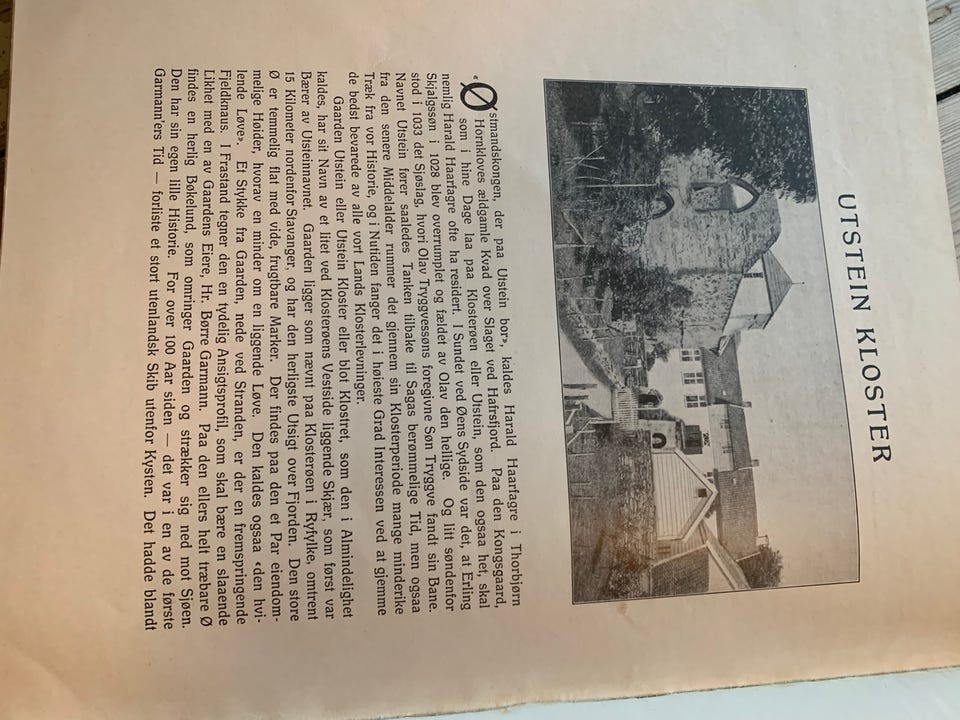 UTSTEIN KLOSTER
«Østmandskongen, der paa Utstein bor», kaldes Harald Haarfagre i Thorbjørn
Hornkloves ældgamle Kvad over Slaget ved Hafrsfjord. Paa den Kongsgaard,
som i hine Dage laa paa Klosterøen eller Utstein, som den ogsaa het, skal
nemlig Harald Haarfagre ofte ha residert. I Sundet ved Øens Sydside var det, at Erling
Skjalgssøn i 1028 blev overrumplet og fældet av Olav den hellige. Og litt søndenfor
stod i 1033 det Sjøslag, hvori Olav Tryggvessøns foregivne Søn Tryggve fandt sin Bane.
Navnet Utstein fører saaledes Tanken tilbake til Sagas berømmelige Tid, men ogsaa
fra den senere Middelalder rummer det gjennem sin Klosterperiode mange minderike
Træk fra vor Historie, og i Nutiden fanger det i høieste Grad Interessen ved at gjemme
de bedst bevarede av alle vort Lands Klosterlevninger.
Gaarden Utstein eller Utstein Kloster eller blot Klostret, som den i Almindelighet
kaldes, har sit Navn av et litet ved Klosterøens Vestside liggende Skjær, som først var
Bærer av Utsteinnavnet. Gaarden ligger som nævnt paa Klosterøen i Ryfylke, omtrent
15 Kilometer nordenfor Stavanger, og har den herligste Utsigt over Fjorden. Den store
Ø er temmelig flat med vide, frugtbare Marker. Der findes paa den et Par eiendom-
melige Høider, hvorav en minder om en liggende Løve. Den kaldes ogsaa «den hvi-
lende Løve». Et Stykke fra Gaarden, nede ved Stranden, er der en fremspringende
Fjeldknaus. I Frastand tegner den en tydelig Ansigtsprofil, som skal bære en slaaende
Likhet med en av Gaardens Eiere, Hr. Børre Garmann. Paa den ellers helt træbare Ø
findes en herlig Bøkelund, som omringer Gaarden og strækker sig ned mot Sjøen.
Den har sin egen lille Historie. For over 100 Aar siden — det var i en av de første
Garmann'ers Tid — forliste et stort utenlandsk Skib utenfor Kysten. Det hadde blandt